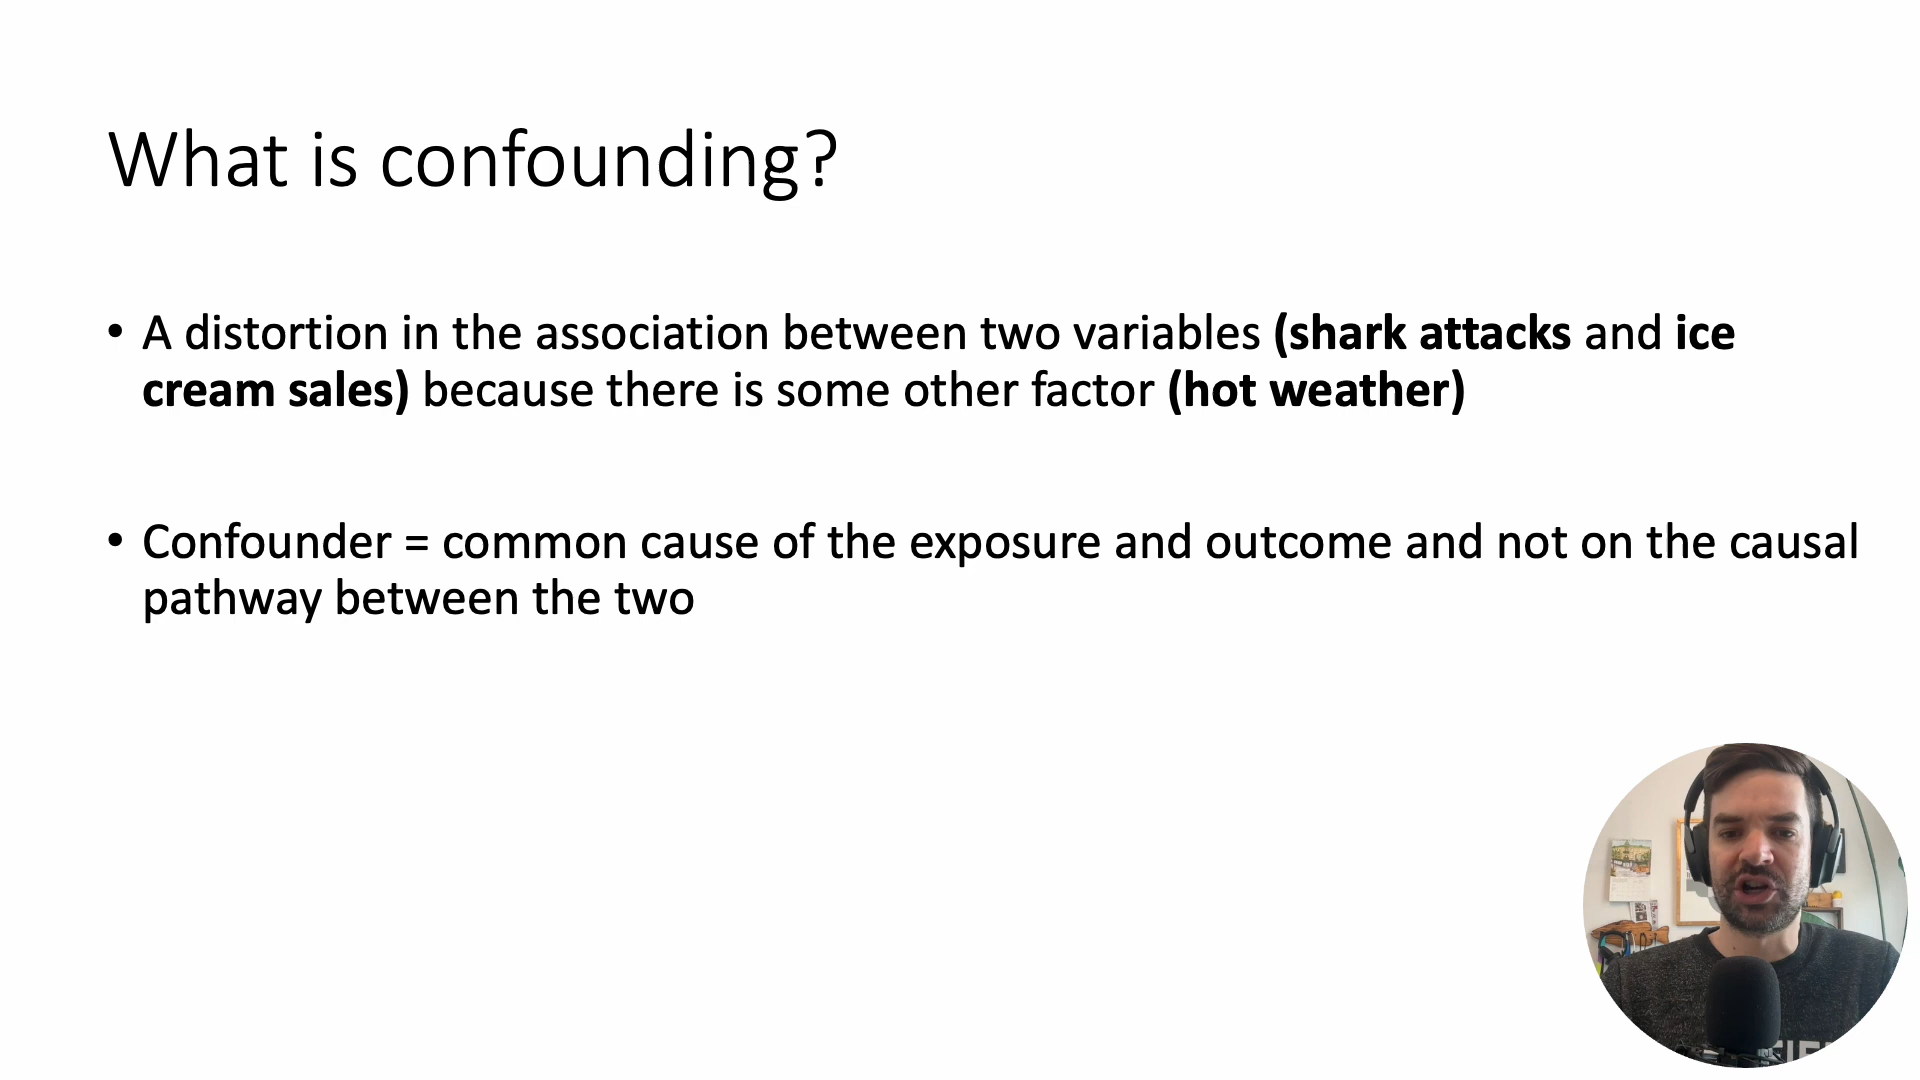 What is confounding?
• A distortion in the association between two variables (shark attacks and ice
cream sales) because there is some other factor (hot weather)
• Confounder = common cause of the exposure and outcome and not on the causal
pathway between the two